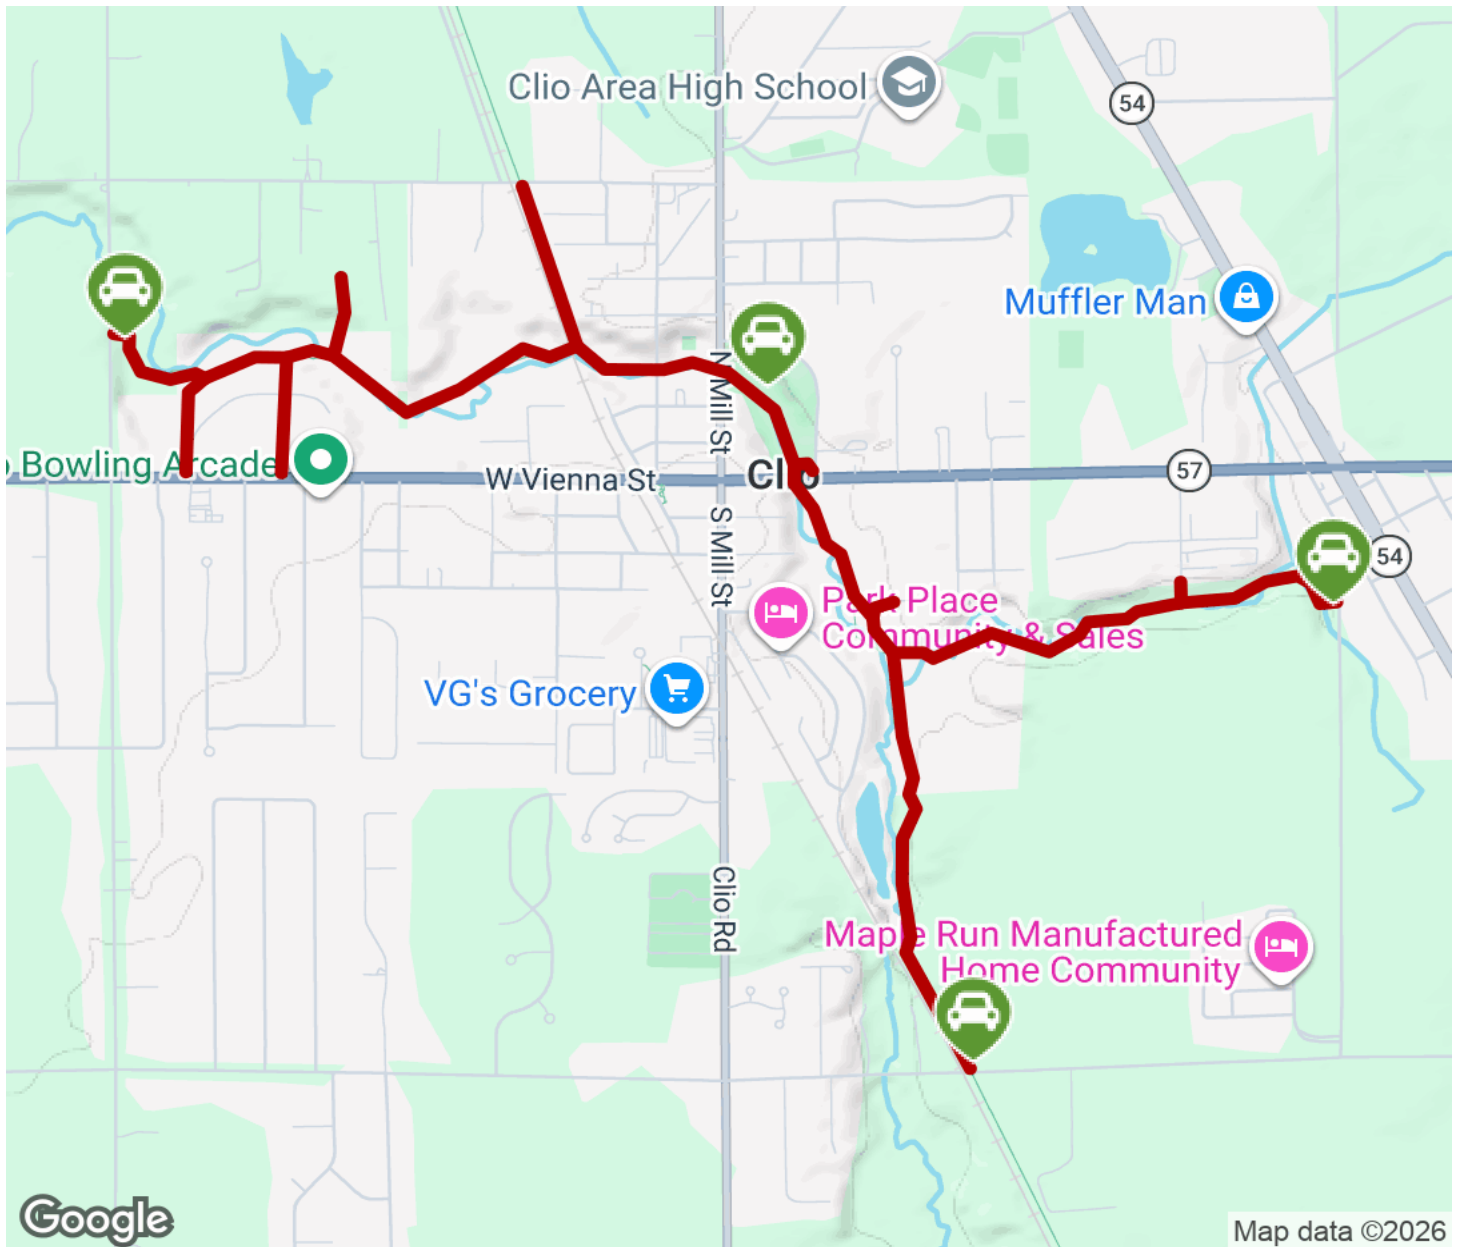 Clio Area High School
54
Muffler Man
N Mill St
Bowling Arcade
W Vienna St
Clio
57
S Mill St
54
Park Place
Community & Sales
VG's Grocery
Clio Rd
Maple Run Manufactured
Home Community
Google
Map data ©2026